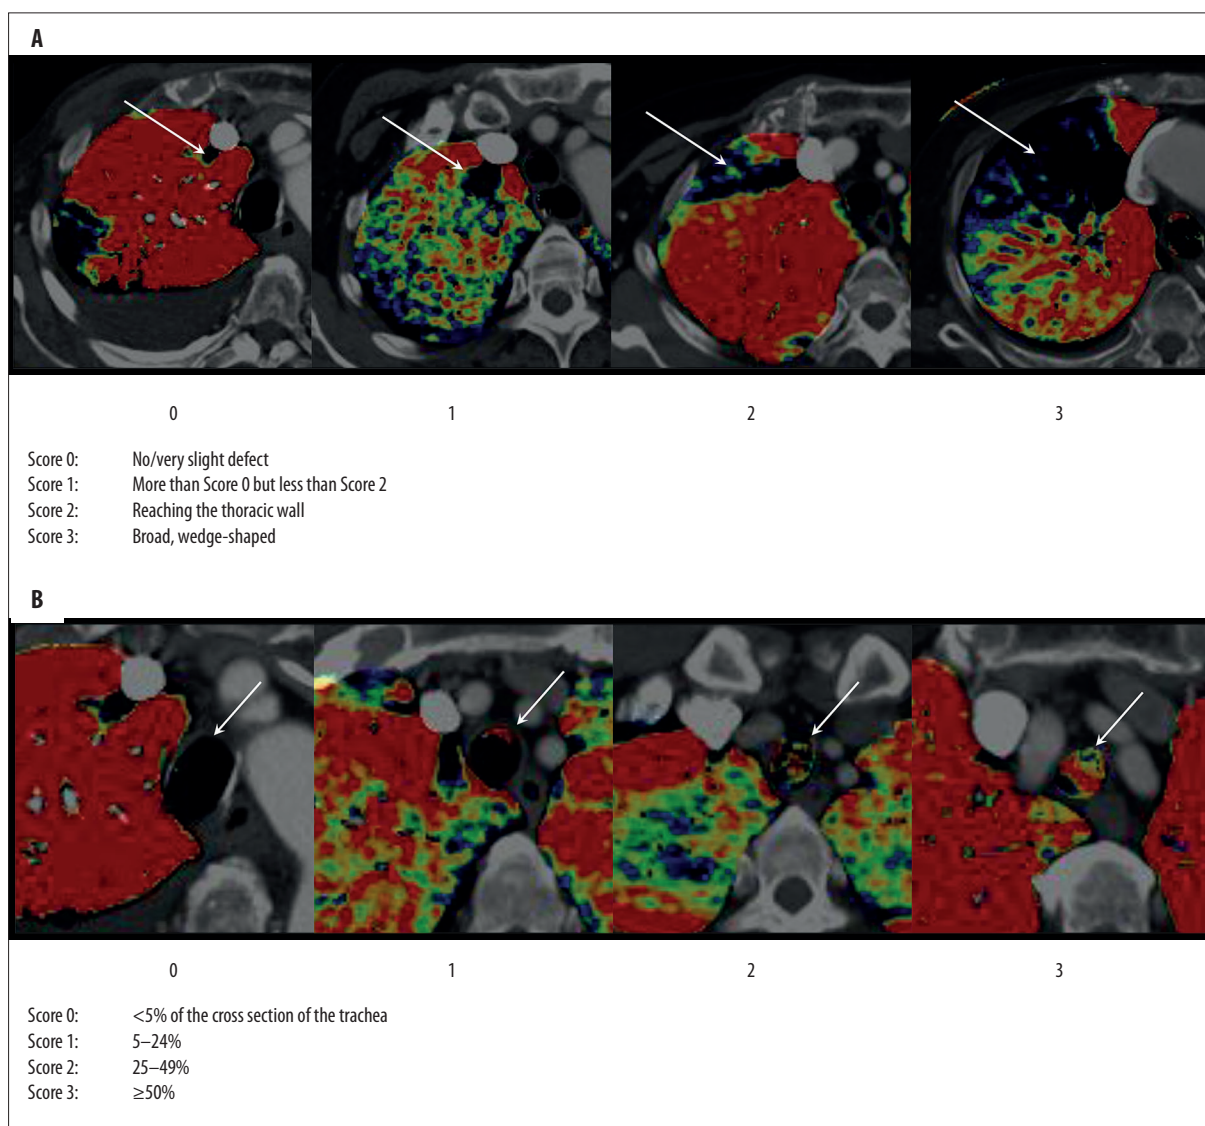 A
0 1 2 3
Score 0: No/very slight defect
Score 1: More than Score 0 but less than Score 2
Score 2: Reaching the thoracic wall
Score 3: Broad, wedge-shaped
B
0 1 2 3
Score 0: <5% of the cross section of the trachea
Score 1: 5–24%
Score 2: 25–49%
Score 3: ≥50%